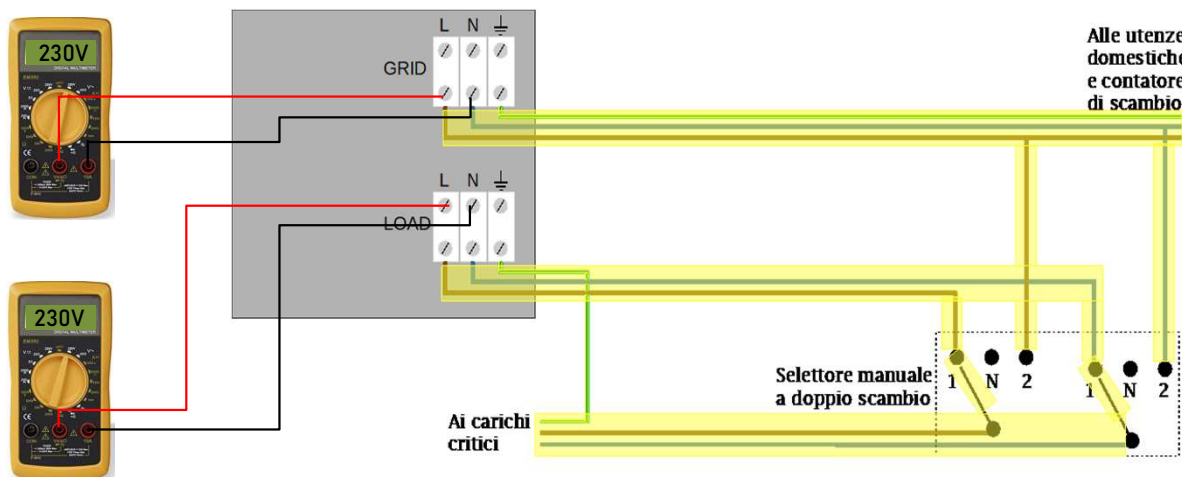 230V
L N
GRID
Alle utenze
domestiche
e contatore
di scambio
L N
LOAD
230V
Selettore manuale
a doppio scambio
1 N 2
1 N 2
Ai carichi
critici